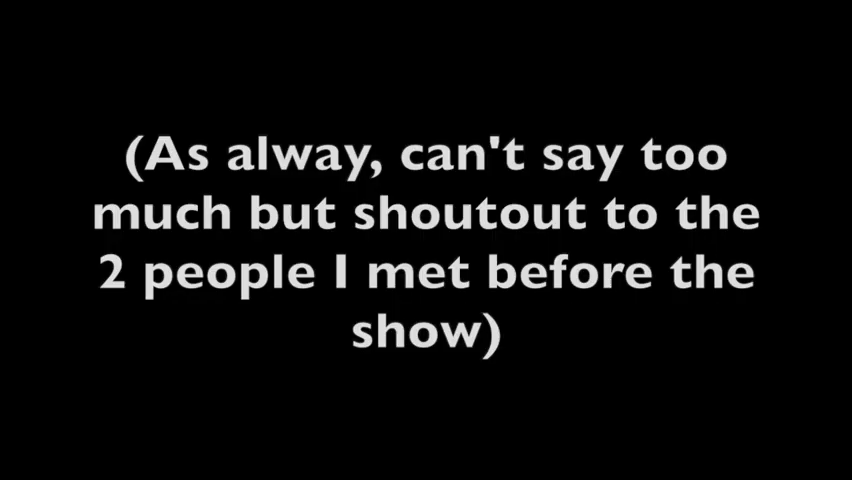 (As alway, can't say too
much but shoutout to the
2 people I met before the
show)